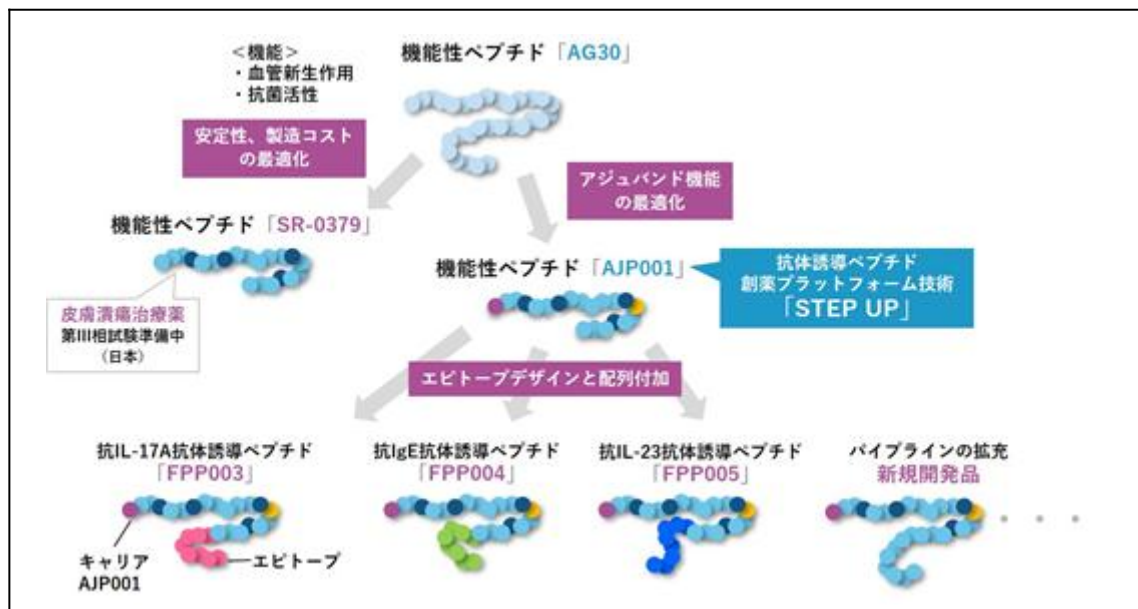 <機能>
・血管新生作用
・抗菌活性
機能性ペプチド「AG30」
安定性、製造コスト
の最適化
アジュバンド機能
の最適化
機能性ペプチド「SR-0379」
機能性ペプチド「AJP001」
抗体誘導ペプチド
創薬プラットフォーム技術
「STEP UP」
皮膚潰瘍治療薬
第III相試験準備中
(日本)
エピトープデザインと配列付加
抗IL-17A抗体誘導ペプチド
「FPP003」
抗IgE抗体誘導ペプチド
「FPP004」
抗IL-23抗体誘導ペプチド
「FPP005」
パイプラインの拡充
新規開発品
キャリア
AJP001
エピトープ
・・・